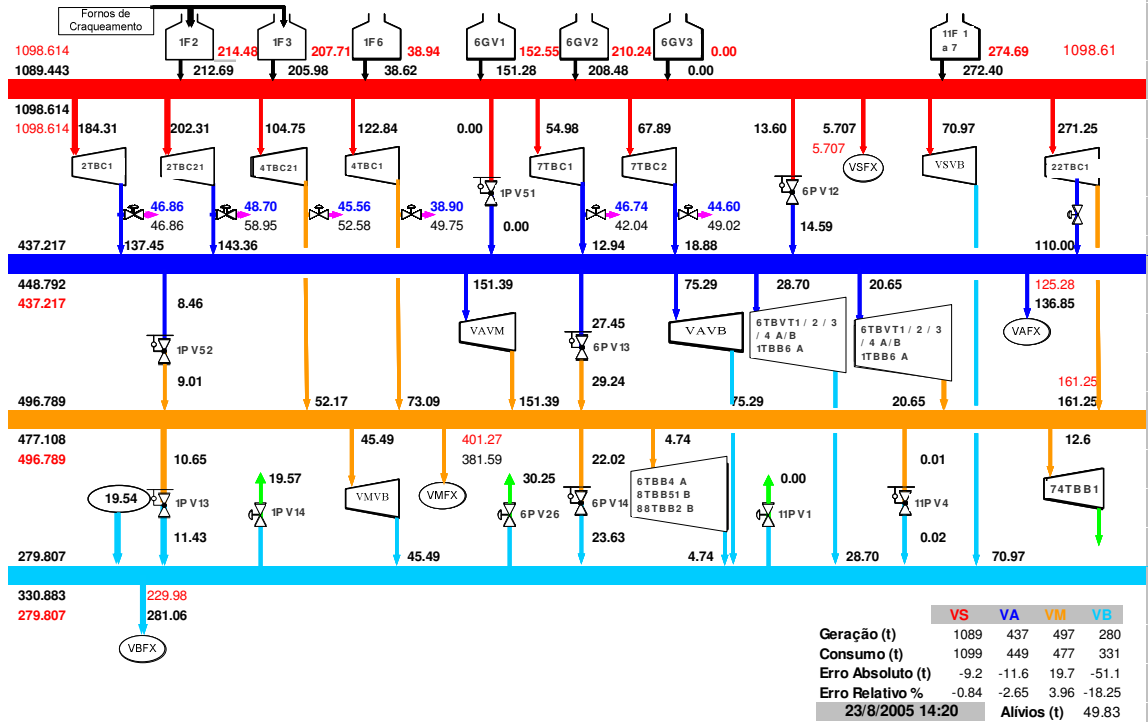 Fornos de
Craqueamento
1F2
1F3
1F6
6GV1
6GV2
6GV3
11F 1
a 7
1098.614
214.48
207.71
38.94
152.55
210.24
0.00
274.69
1098.61
1089.443
212.69
205.98
38.62
151.28
208.48
0.00
272.40
1098.614
1098.614
184.31
202.31
104.75
122.84
0.00
54.98
67.89
13.60
5.707
5.707
70.97
271.25
2TBC1
2TBC21
4TBC21
4TBC1
1PV51
7TBC1
7TBC2
6PV12
VSFX
VSVB
22TBC1
46.86
46.86
48.70
58.95
45.56
52.58
38.90
49.75
46.74
42.04
44.60
49.02
0.00
14.59
437.217
137.45
143.36
12.94
18.88
110.00
448.792
437.217
8.46
151.39
27.45
75.29
28.70
20.65
125.28
136.85
1PV52
VAVM
6PV13
VAVB
6TBVT1/ 2 / 3
/ 4 A/B
1TBB6 A
6TBVT1/ 2 / 3
/ 4 A/B
1TBB6 A
VAFX
9.01
29.24
161.25
496.789
52.17
73.09
151.39
75.29
20.65
161.25
477.108
496.789
10.65
45.49
401.27
381.59
22.02
4.74
0.01
12.6
19.54
1PV13
19.57
1PV14
VMVB
VMFX
30.25
6PV26
6PV14
6TBB4 A
8TBB51 B
88TBB2 B
0.00
11PV1
11PV4
74TBB1
11.43
23.63
0.02
279.807
45.49
4.74
28.70
70.97
330.883
279.807
229.98
281.06
VBFX
VS VA VM VB
Geração (t) 1089 437 497 280
Consumo (t) 1099 449 477 331
Erro Absoluto (t) -9.2 -11.6 19.7 -51.1
Erro Relativo % -0.84 -2.65 3.96 -18.25
23/8/2005 14:20 Alívios (t) 49.83